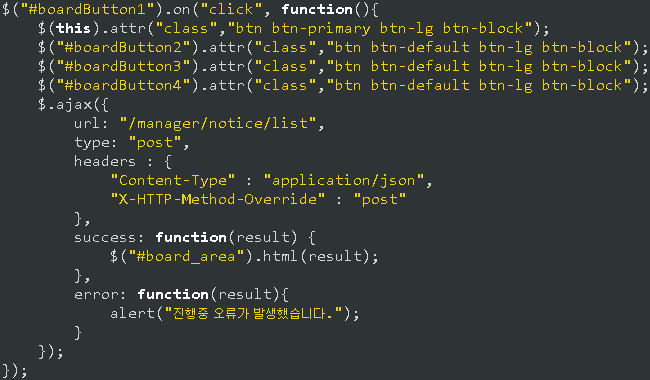 $("#boardButton1").on("click", function(){
    $(this).attr("class","btn btn-primary btn-lg btn-block");
    $("#boardButton2").attr("class","btn btn-default btn-lg btn-block");
    $("#boardButton3").attr("class","btn btn-default btn-lg btn-block");
    $("#boardButton4").attr("class","btn btn-default btn-lg btn-block");
    $.ajax({
        url: "/manager/notice/list",
        type: "post",
        headers : {
            "Content-Type" : "application/json",
            "X-HTTP-Method-Override" : "post"
        },
        success: function(result) {
            $("#board_area").html(result);
        },
        error: function(result){
            alert("진행중 오류가 발생했습니다.");
        }
    });
});